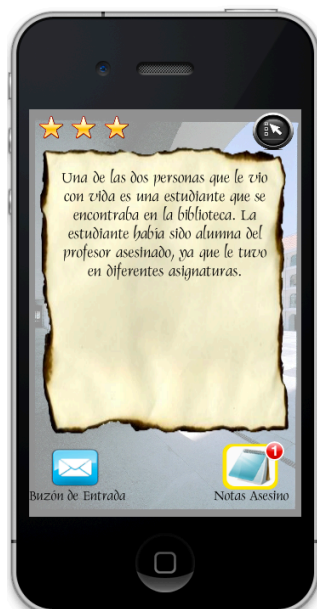 Una de las dos personas que le vio
con vida es una estudiante que se
encontraba en la biblioteca. La
estudiante había sido alumna del
profesor asesinado, ya que le tuvo
en diferentes asignaturas.
1
Buzón de Entrada
Notas Asesino